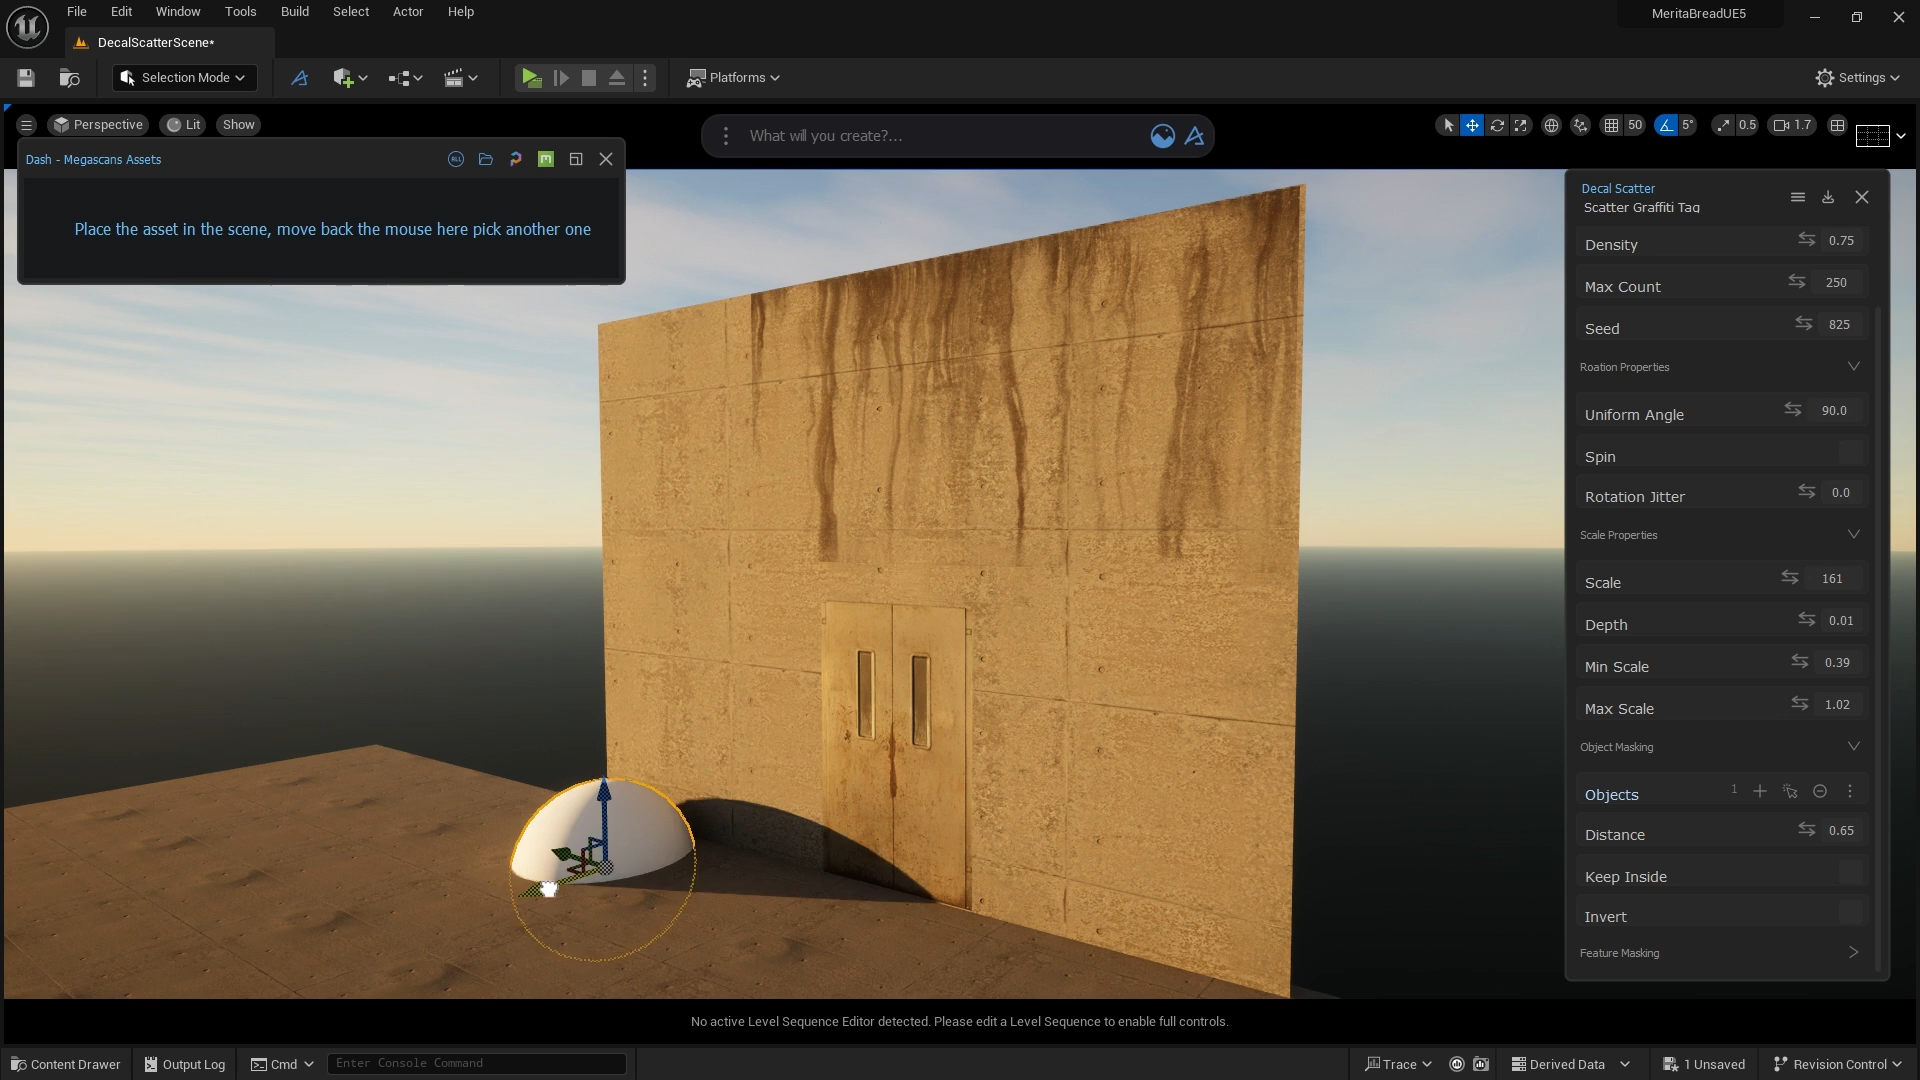 File Edit Window Tools Build Select Actor Help
MeritaBreadUE5
DecalScatterScene*
Selection Mode
Platforms
Settings
Perspective Lit Show
What will you create?...
50 5° 0.5 1.7
Dash - Megascans Assets
Place the asset in the scene, move back the mouse here pick another one
Decal Scatter
Scatter Graffiti Tag
Density 0.75
Max Count 250
Seed 825
Roation Properties
Uniform Angle 90.0
Spin
Rotation Jitter 0.0
Scale Properties
Scale 161
Depth 0.01
Min Scale 0.39
Max Scale 1.02
Object Masking
Objects 1
Distance 0.65
Keep Inside
Invert
Feature Masking
No active Level Sequence Editor detected. Please edit a Level Sequence to enable full controls.
Content Drawer Output Log Cmd Enter Console Command Trace Derived Data 1 Unsaved Revision Control